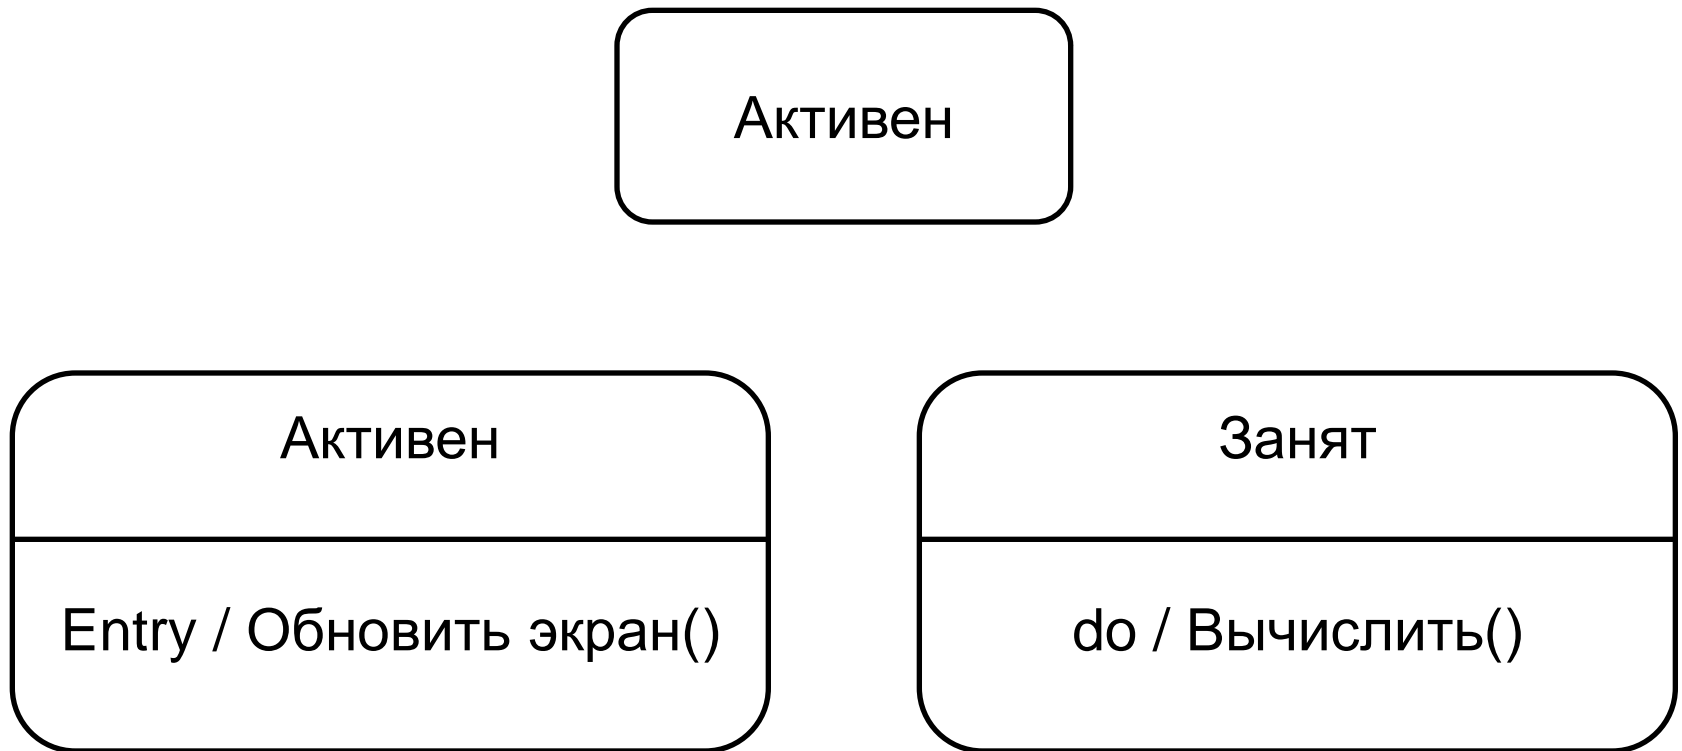 Активен
Активен
Занят
Entry / Обновить экран()
do / Вычислить()